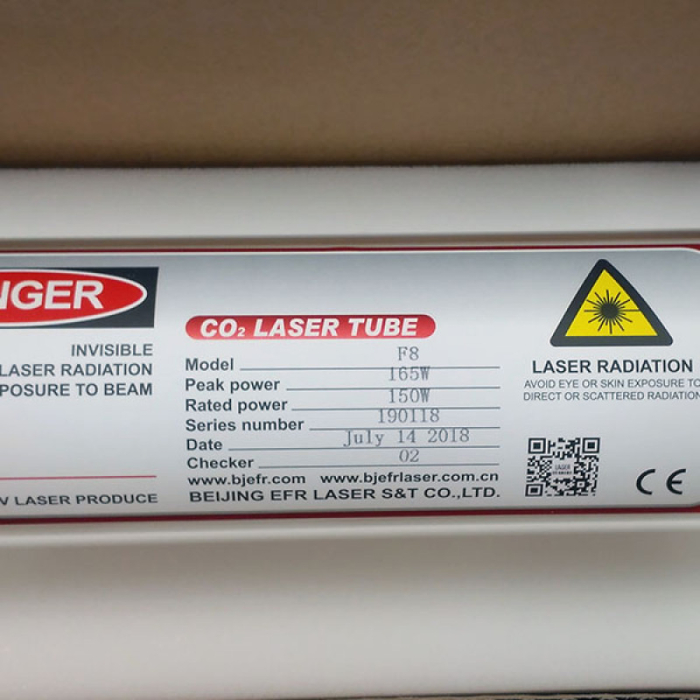 NGER
INVISIBLE
LASER RADIATION
POSURE TO BEAM
V LASER PRODUCE
CO₂ LASER TUBE
Model F8
Peak power 165W
Rated power 150W
Series number 190118
Date July 14 2018
Checker 02
www.bjefr.com www.bjefrlaser.com.cn
BEIJING EFR LASER S&T CO.,LTD.
LASER RADIATION
AVOID EYE OR SKIN EXPOSURE TO
DIRECT OR SCATTERED RADIATION
CE